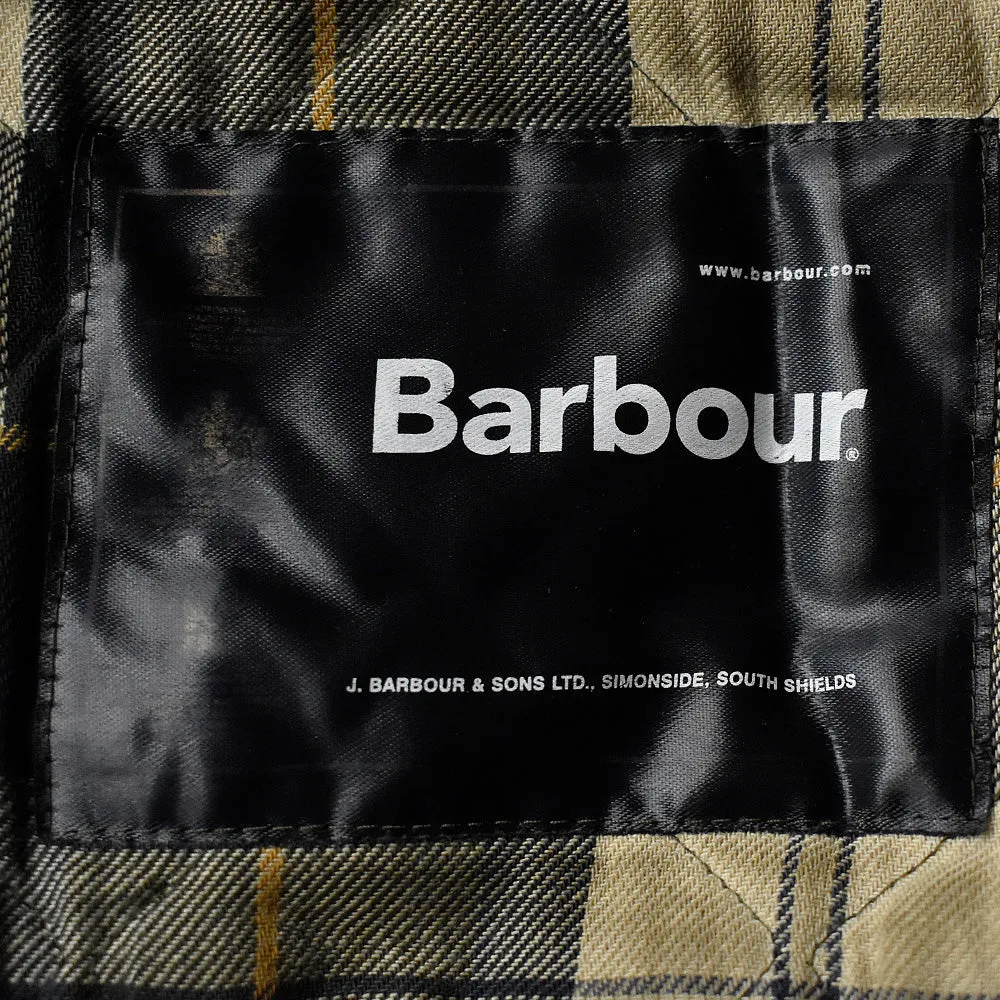 www.barbour.com
Barbour®
J. BARBOUR & SONS LTD., SIMONSIDE, SOUTH SHIELDS